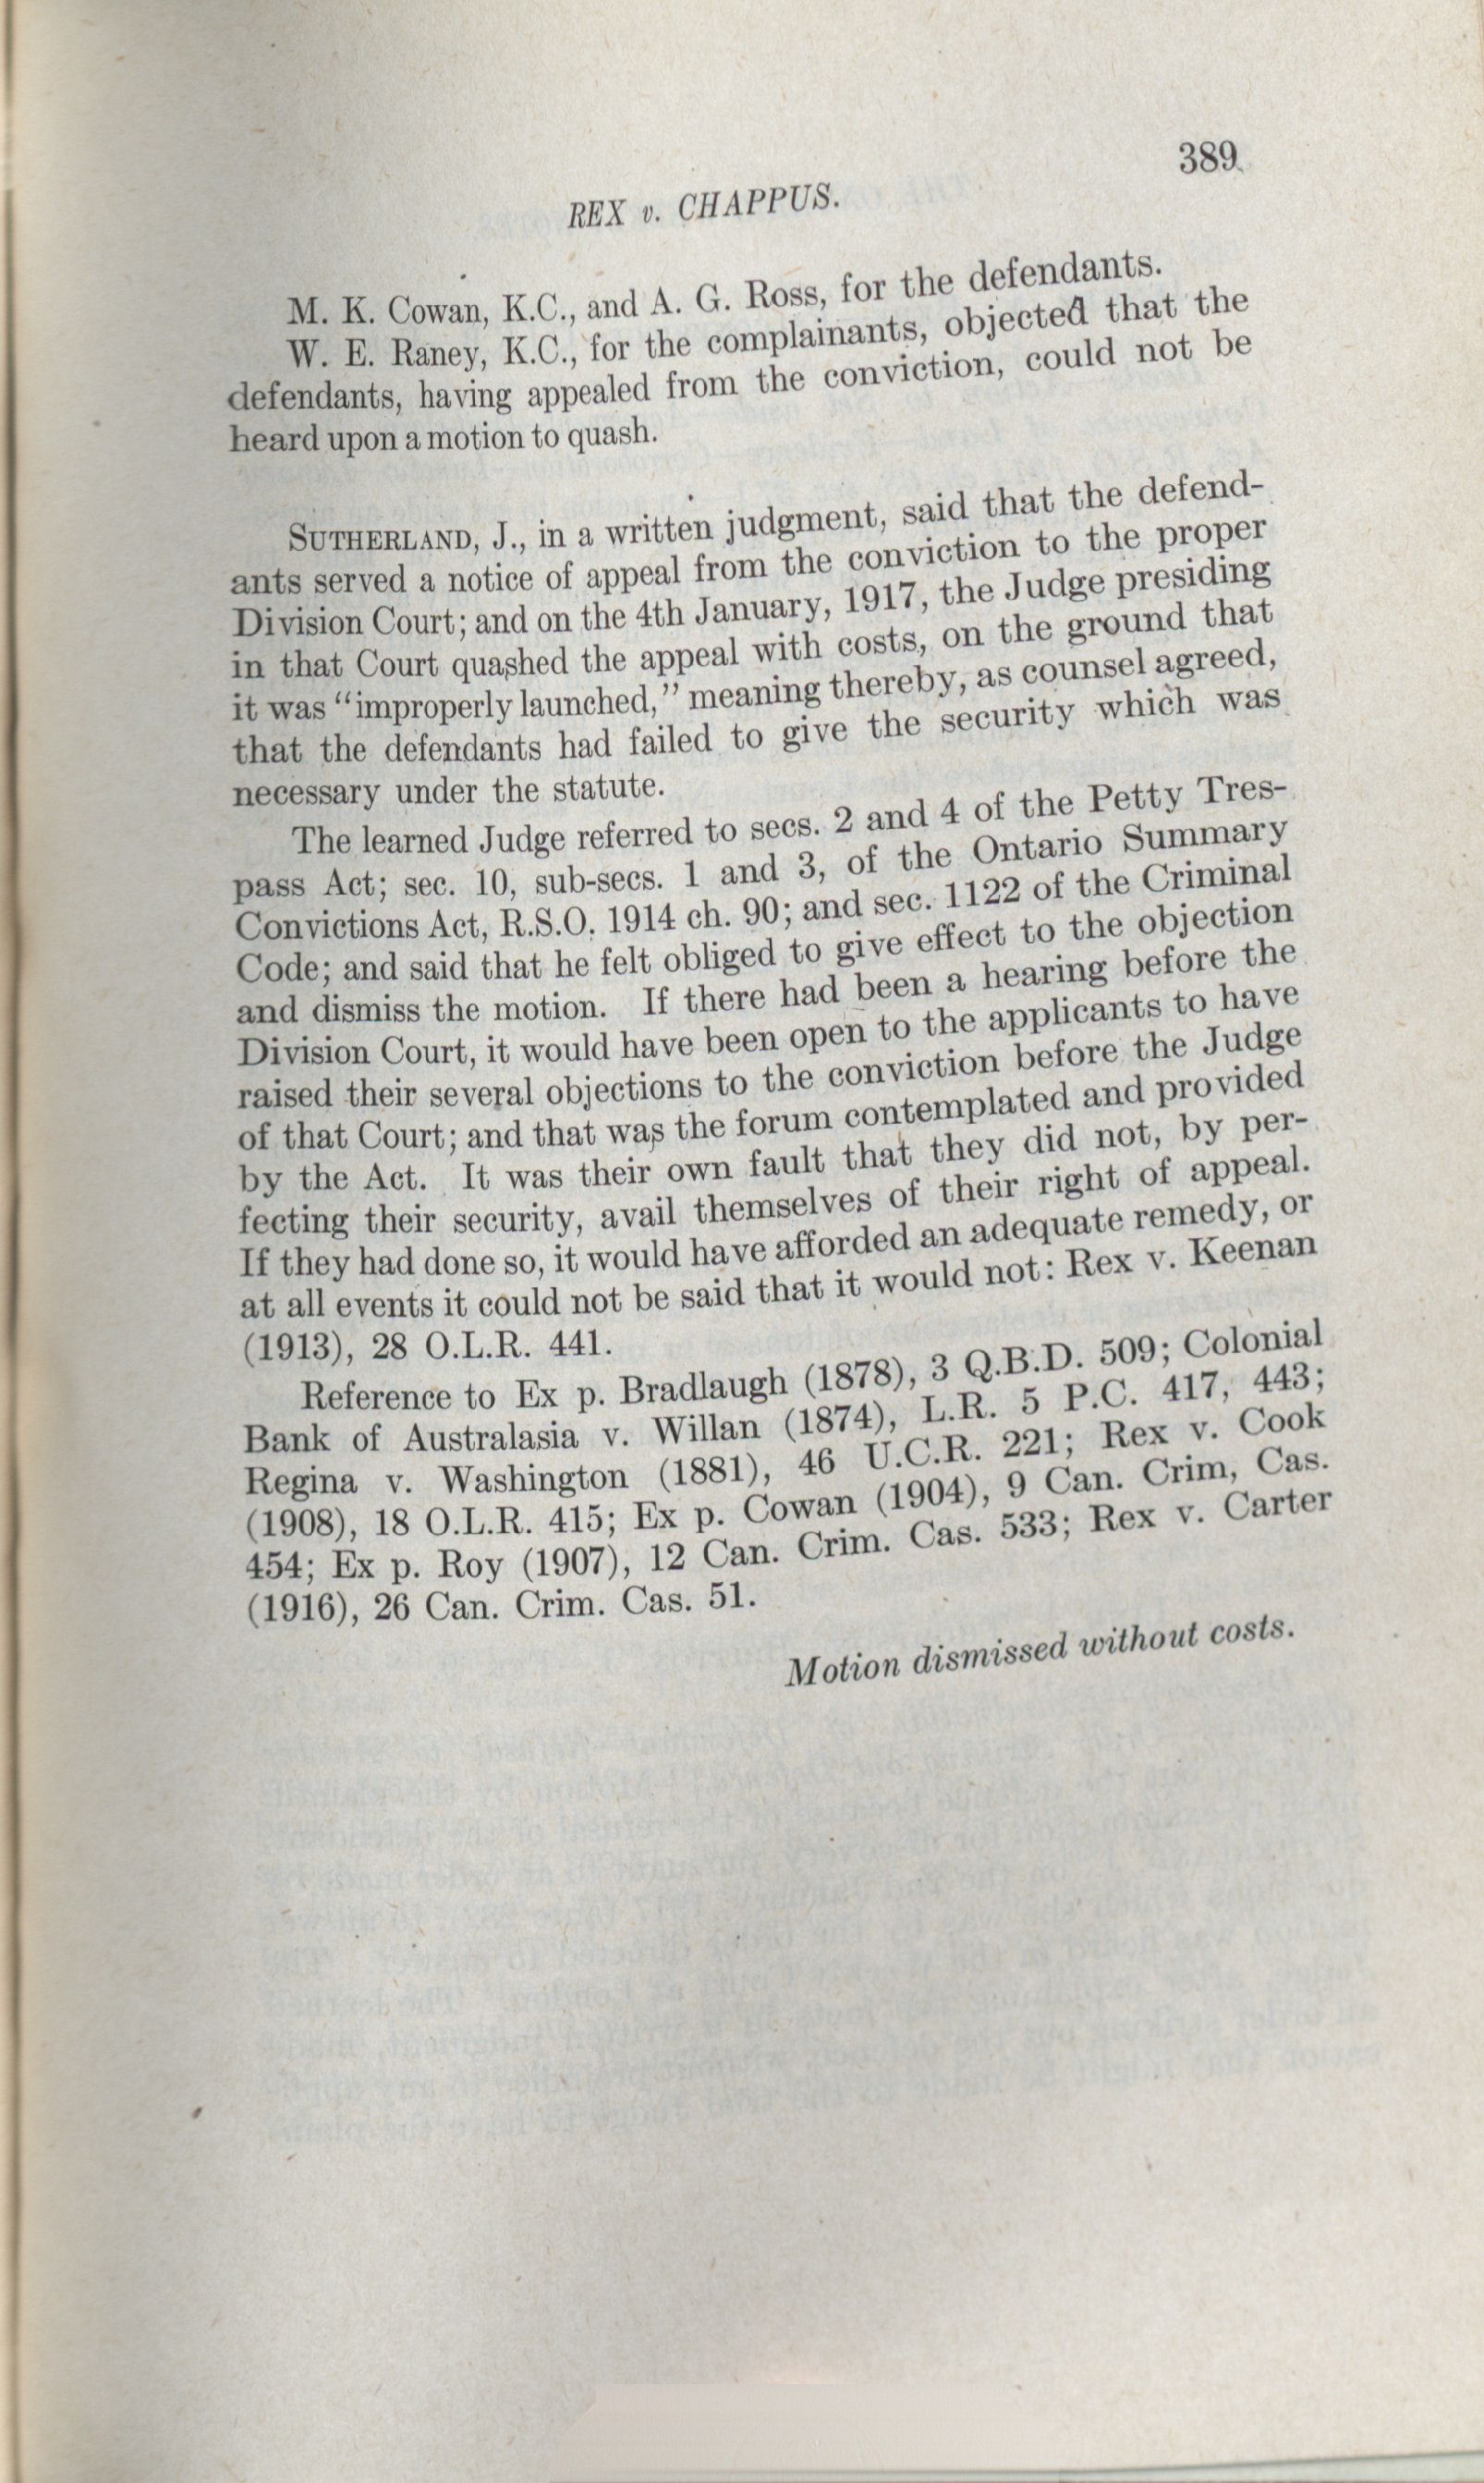 389
REX v. CHAPPUS.
M. K. Cowan, K.C., and A. G. Ross, for the defendants.
W. E. Raney, K.C., for the complainants, objected that the
defendants, having appealed from the conviction, could not be
heard upon a motion to quash.
SUTHERLAND, J., in a written judgment, said that the defend-
ants served a notice of appeal from the conviction to the proper
Division Court; and on the 4th January, 1917, the Judge presiding
in that Court quashed the appeal with costs, on the ground that
it was "improperly launched," meaning thereby, as counsel agreed,
that the defendants had failed to give the security which was
necessary under the statute.
The learned Judge referred to secs. 2 and 4 of the Petty Tres-
pass Act; sec. 10, sub-secs. 1 and 3, of the Ontario Summary
Convictions Act, R.S.O. 1914 ch. 90; and sec. 1122 of the Criminal
Code; and said that he felt obliged to give effect to the objection
and dismiss the motion. If there had been a hearing before the
Division Court, it would have been open to the applicants to have
raised their several objections to the conviction before the Judge
of that Court; and that was the forum contemplated and provided
by the Act. It was their own fault that they did not, by per-
fecting their security, avail themselves of their right of appeal.
If they had done so, it would have afforded an adequate remedy, or
at all events it could not be said that it would not: Rex v. Keenan
(1913), 28 O.L.R. 441.
Reference to Ex p. Bradlaugh (1878), 3 Q.B.D. 509; Colonial
Bank of Australasia v. Willan (1874), L.R. 5 P.C. 417, 443;
Regina v. Washington (1881), 46 U.C.R. 221; Rex v. Cook
(1908), 18 O.L.R. 415; Ex p. Cowan (1904), 9 Can. Crim, Cas.
454; Ex p. Roy (1907), 12 Can. Crim. Cas. 533; Rex v. Carter
(1916), 26 Can. Crim. Cas. 51.
Motion dismissed without costs.